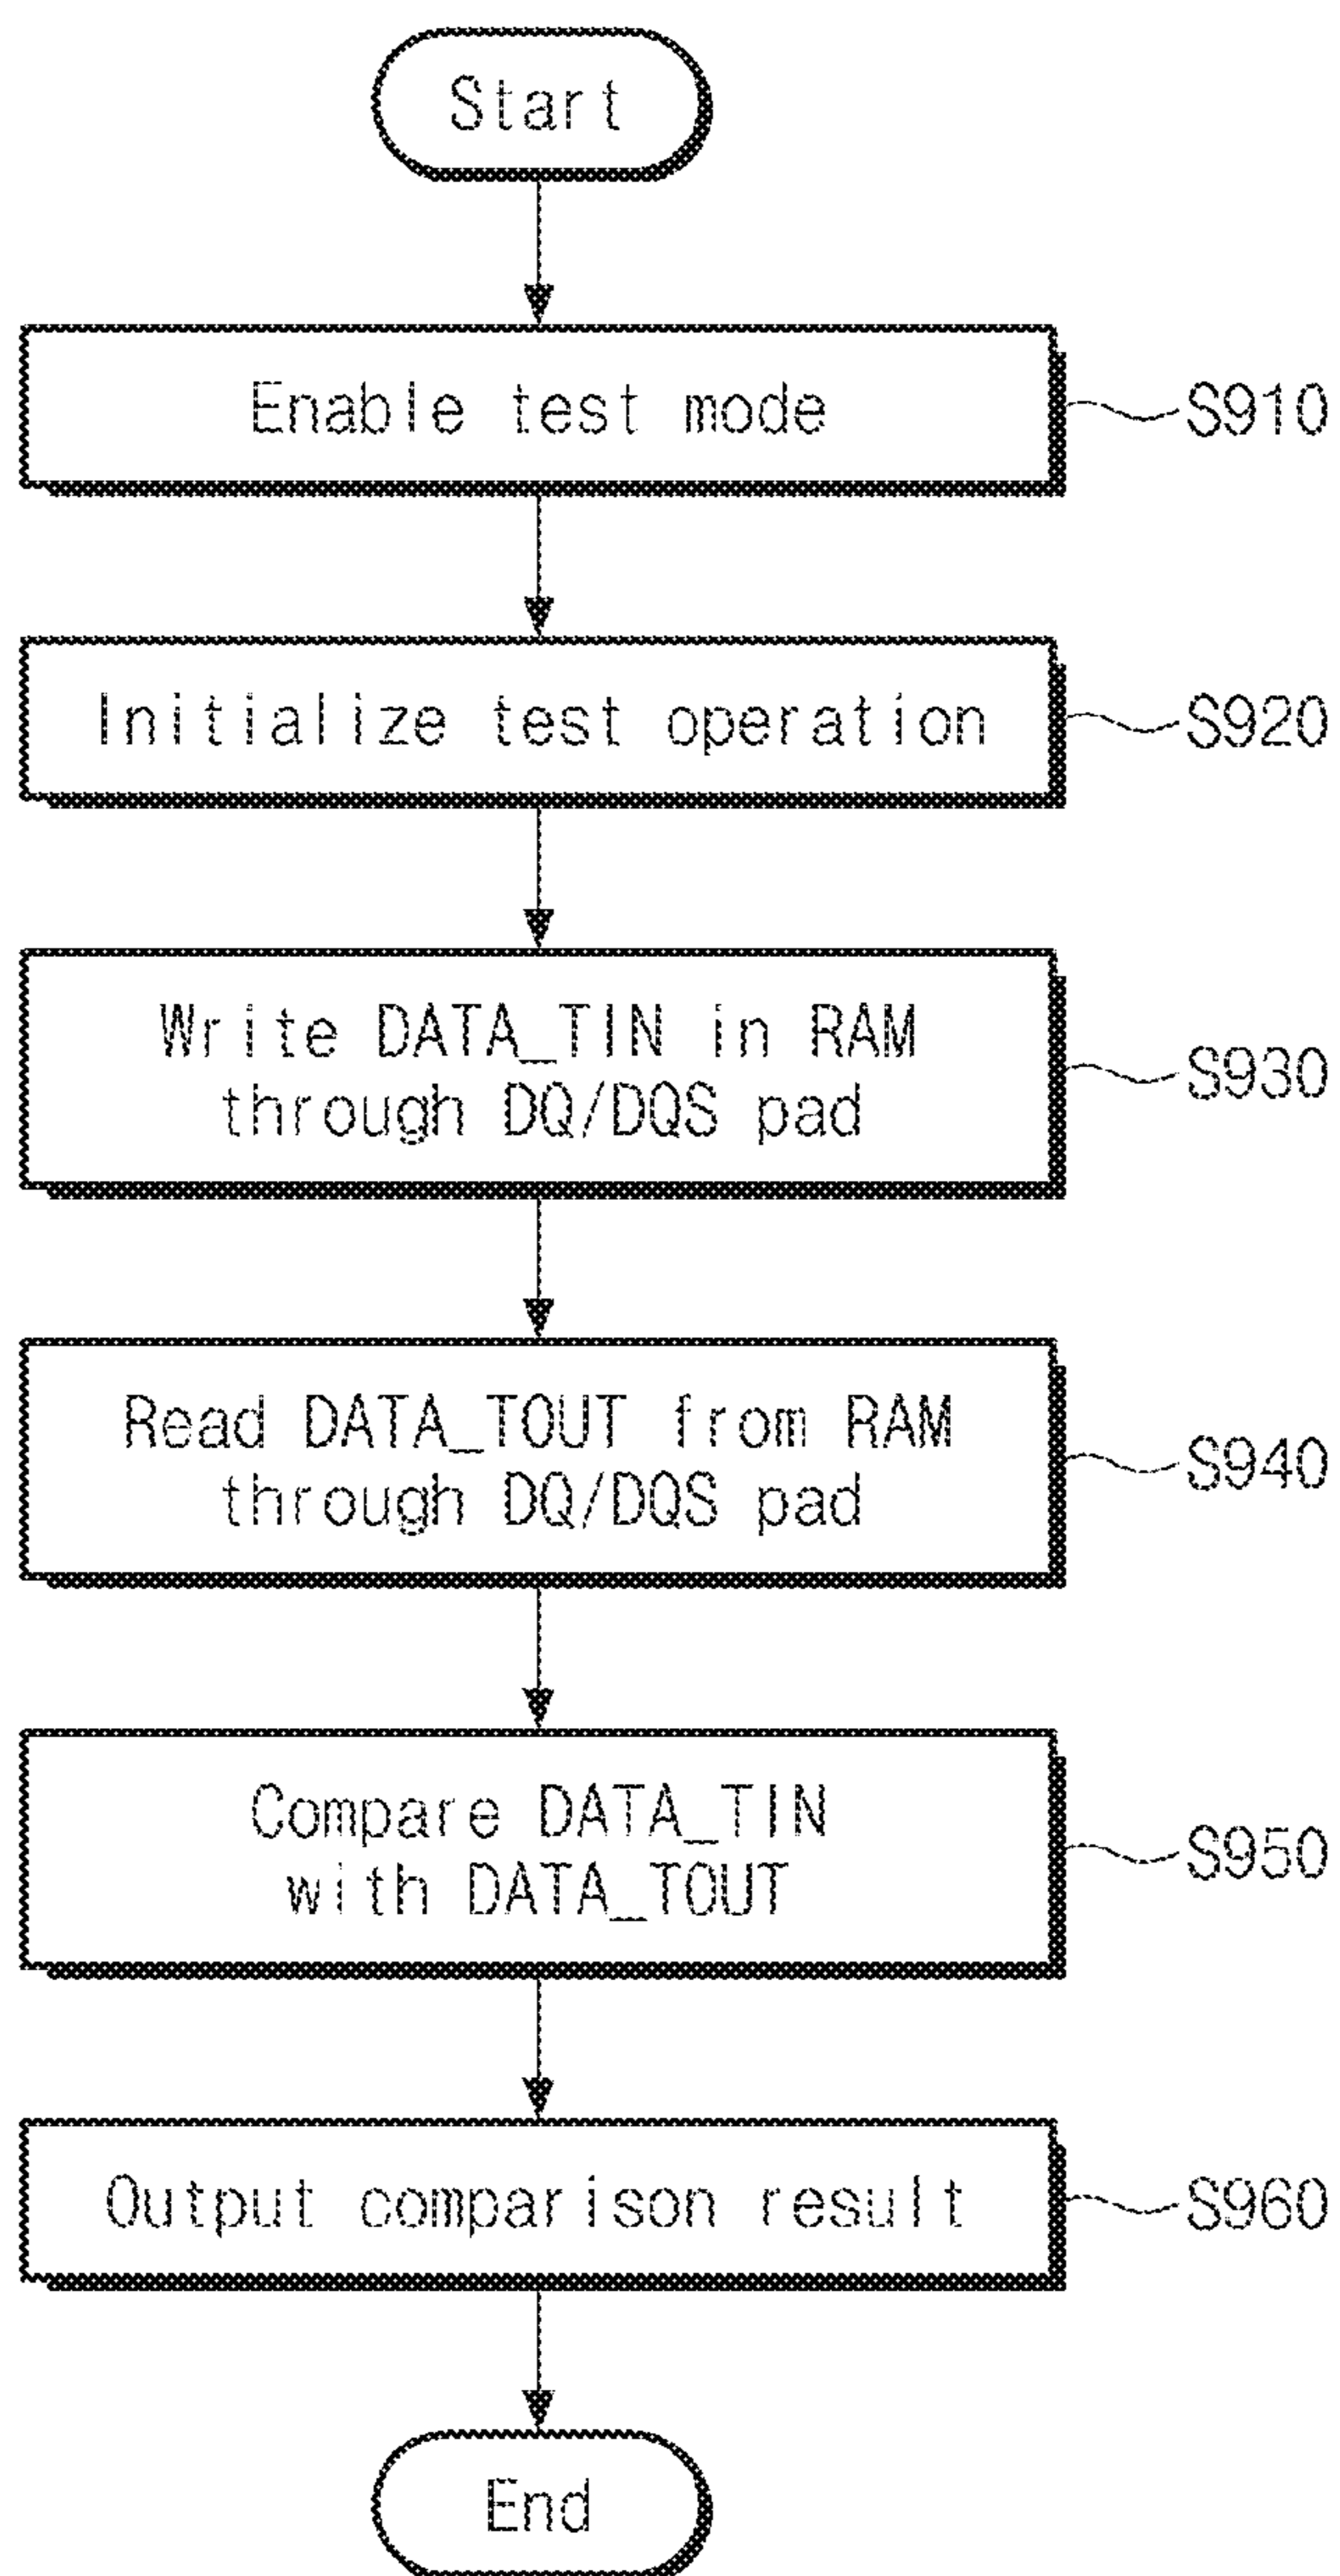 Start
Enable test mode
S910
Initialize test operation
S920
Write DATA_TIN in RAM
through DQ/DQS pad
S930
Read DATA_TOUT from RAM
through DQ/DQS pad
S940
Compare DATA_TIN
with DATA_TOUT
S950
Output comparison result
S960
End